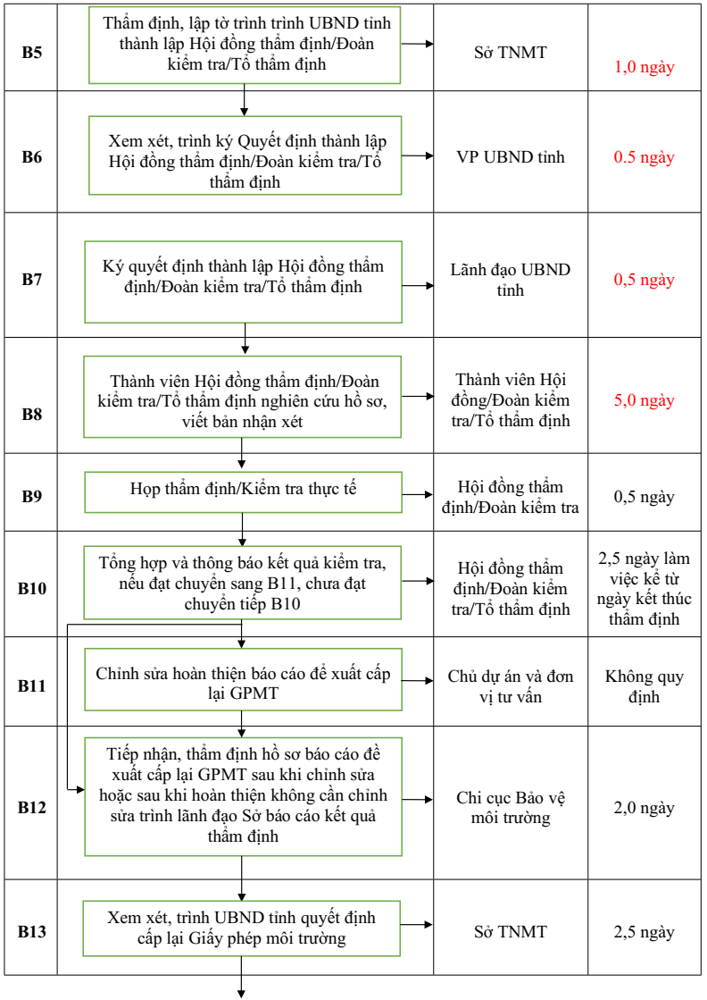 B5
Thẩm định, lập tờ trình trình UBND tỉnh
thành lập Hội đồng thẩm định/Đoàn
kiểm tra/Tổ thẩm định
Sở TNMT
1,0 ngày
B6
Xem xét, trình ký Quyết định thành lập
Hội đồng thẩm định/Đoàn kiểm tra/Tổ
thẩm định
VP UBND tỉnh
0.5 ngày
B7
Ký quyết định thành lập Hội đồng thẩm
định/Đoàn kiểm tra/Tổ thẩm định
Lãnh đạo UBND
tỉnh
0,5 ngày
B8
Thành viên Hội đồng thẩm định/Đoàn
kiểm tra/Tổ thẩm định nghiên cứu hồ sơ,
viết bản nhận xét
Thành viên Hội
đồng/Đoàn kiểm
tra/Tổ thẩm định
5,0 ngày
B9
Họp thẩm định/Kiểm tra thực tế
Hội đồng thẩm
định/Đoàn kiểm tra
0,5 ngày
B10
Tổng hợp và thông báo kết quả kiểm tra,
nếu đạt chuyển sang B11, chưa đạt
chuyển tiếp B10
Hội đồng thẩm
định/Đoàn kiểm
tra/Tổ thẩm định
2,5 ngày làm
việc kể từ
ngày kết thúc
thẩm định
B11
Chỉnh sửa hoàn thiện báo cáo để xuất cấp
lại GPMT
Chủ dự án và đơn
vị tư vấn
Không quy
định
B12
Tiếp nhận, thẩm định hồ sơ báo cáo đề
xuất cấp lại GPMT sau khi chỉnh sửa
hoặc sau khi hoàn thiện không cần chỉnh
sửa trình lãnh đạo Sở báo cáo kết quả
thẩm định
Chi cục Bảo vệ
môi trường
2,0 ngày
B13
Xem xét, trình UBND tỉnh quyết định
cấp lại Giấy phép môi trường
Sở TNMT
2,5 ngày